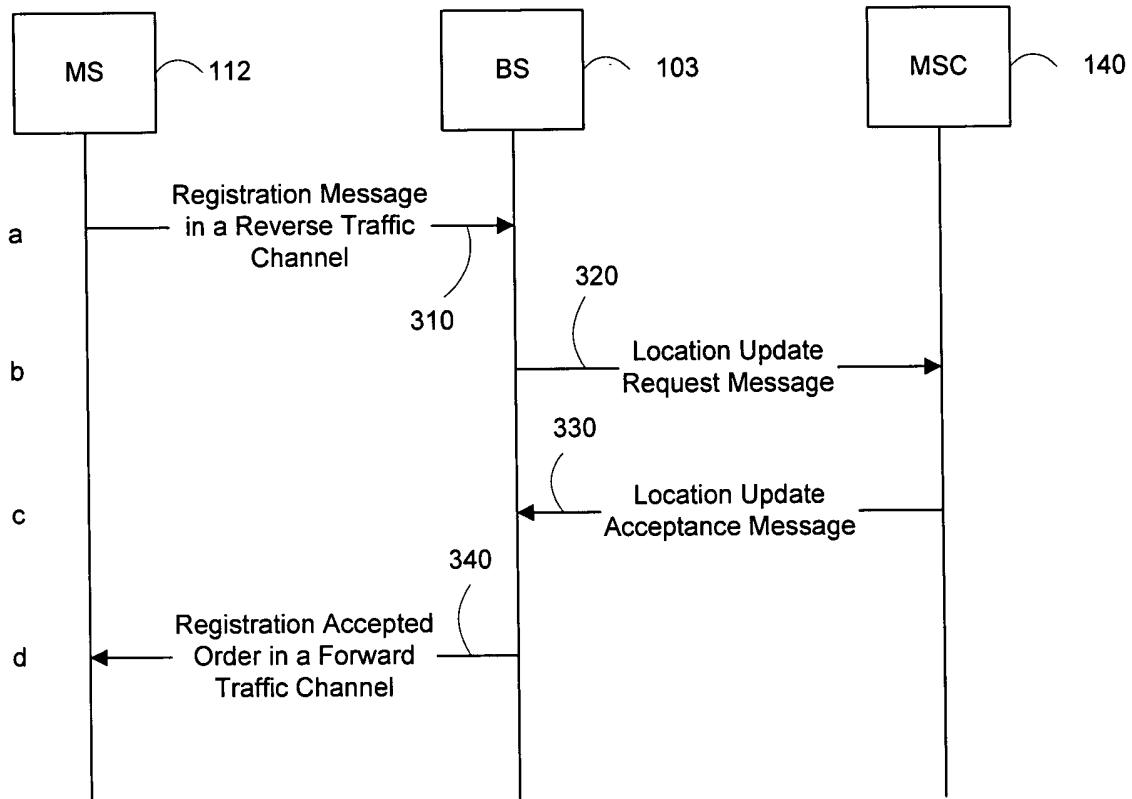 MS
112
BS
103
MSC
140
a
Registration Message
in a Reverse Traffic
Channel
310
320
b
Location Update
Request Message
330
c
Location Update
Acceptance Message
340
d
Registration Accepted
Order in a Forward
Traffic Channel